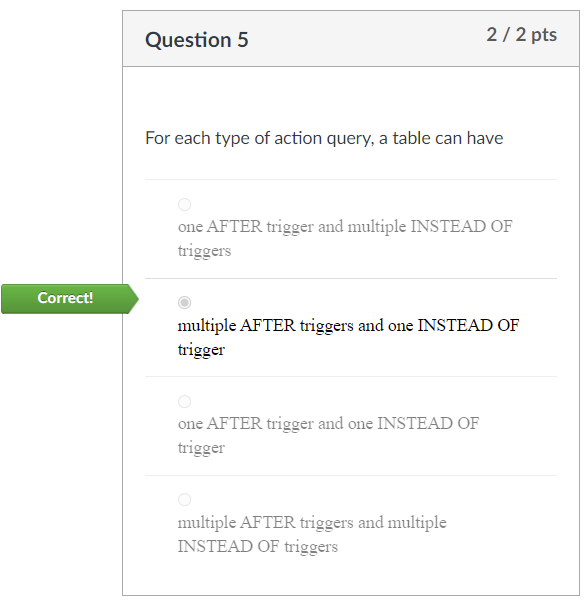 Question 5
2 / 2 pts
For each type of action query, a table can have
one AFTER trigger and multiple INSTEAD OF
triggers
Correct!
multiple AFTER triggers and one INSTEAD OF
trigger
one AFTER trigger and one INSTEAD OF
trigger
multiple AFTER triggers and multiple
INSTEAD OF triggers